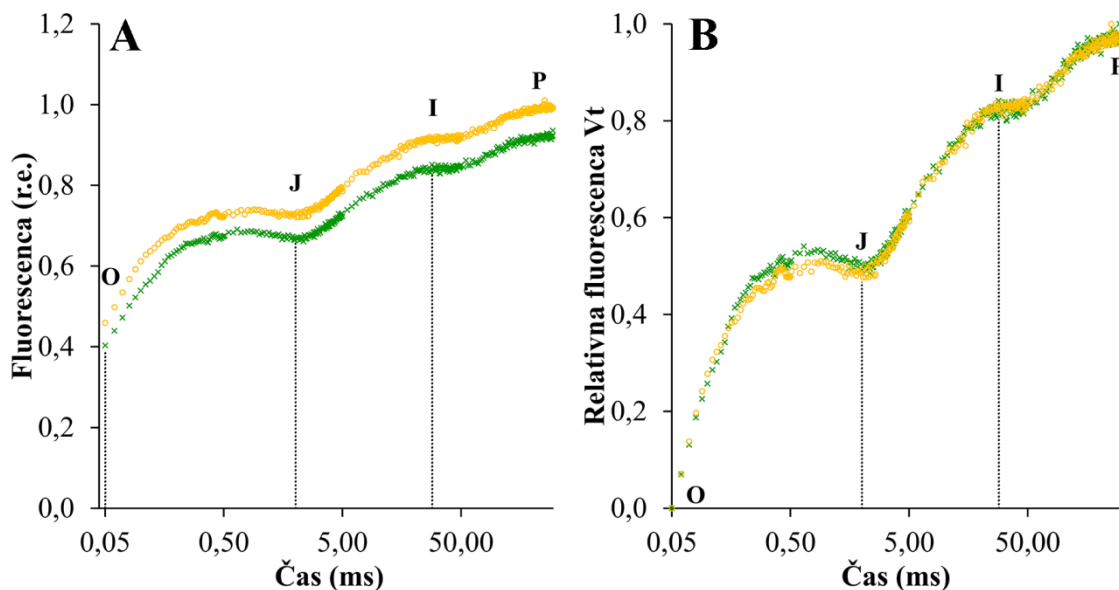 A
Fluorescenca (r.e.)
1,2
1,0
0,8
0,6
0,4
0,2
0,0
O
J
I
P
0,05
0,50
5,00
50,00
Čas (ms)
B
Relativna fluorescenca Vt
1,0
0,8
0,6
0,4
0,2
0,0
O
J
I
0,05
0,50
5,00
50,00
Čas (ms)